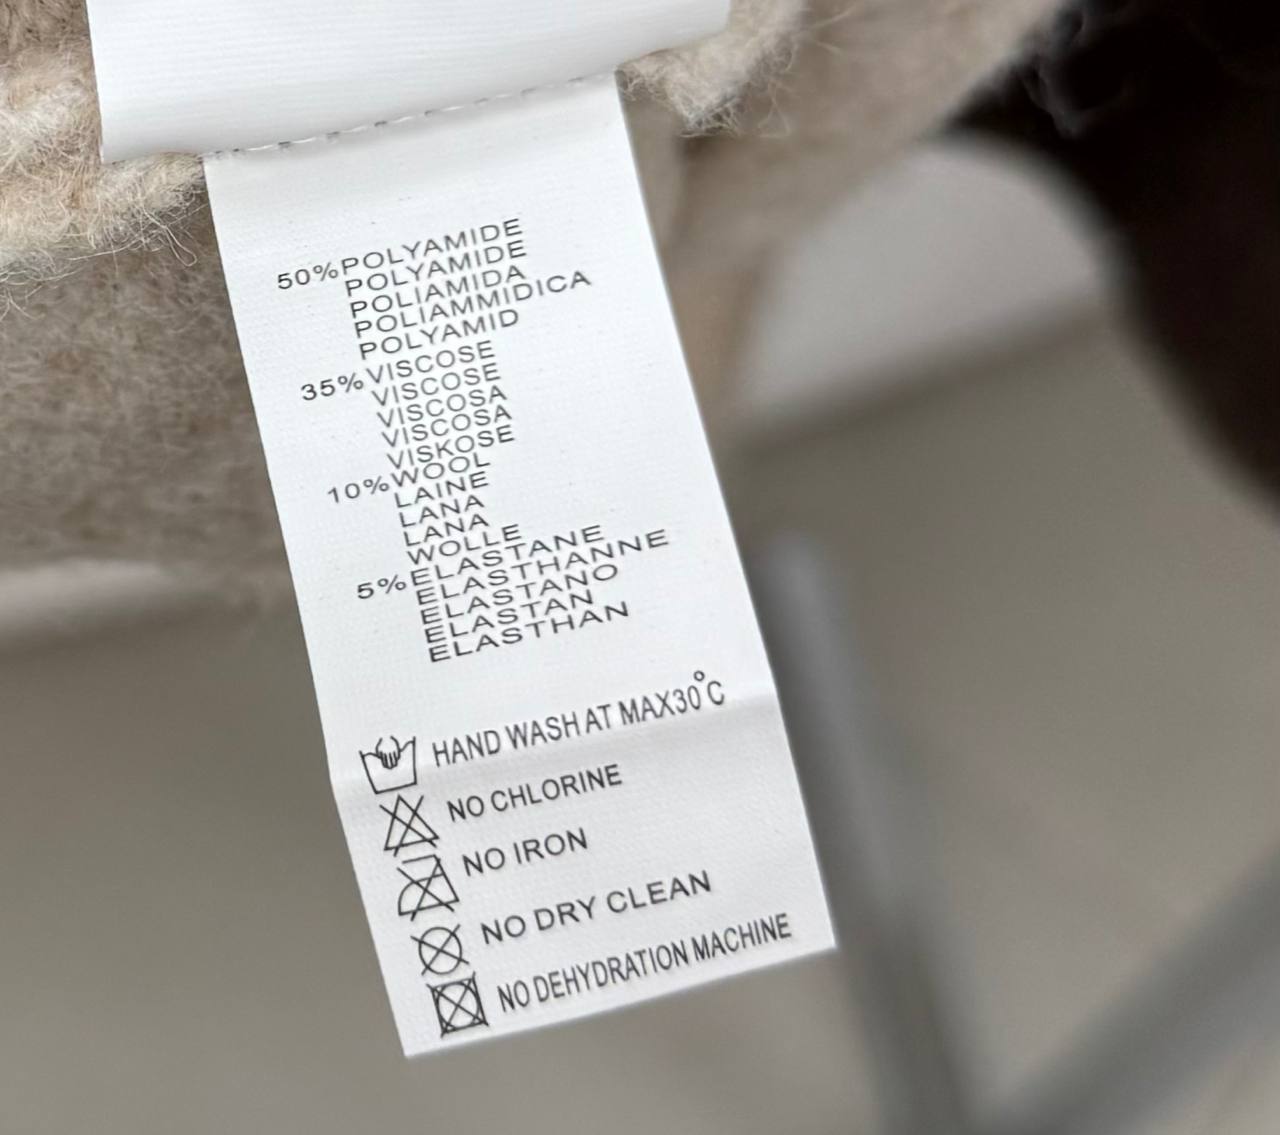 50%POLYAMIDE
POLYAMIDE
POLIAMIDA
POLIAMMIDICA
POLYAMID
35%VISCOSE
VISCOSE
VISCOSA
VISCOSA
VISKOSE
10%WOOL
LAINE
LANA
LANA
WOLLE
5%ELASTANE
ELASTHANNE
ELASTANO
ELASTAN
ELASTHAN
HAND WASH AT MAX30°C
NO CHLORINE
NO IRON
NO DRY CLEAN
NO DEHYDRATION MACHINE